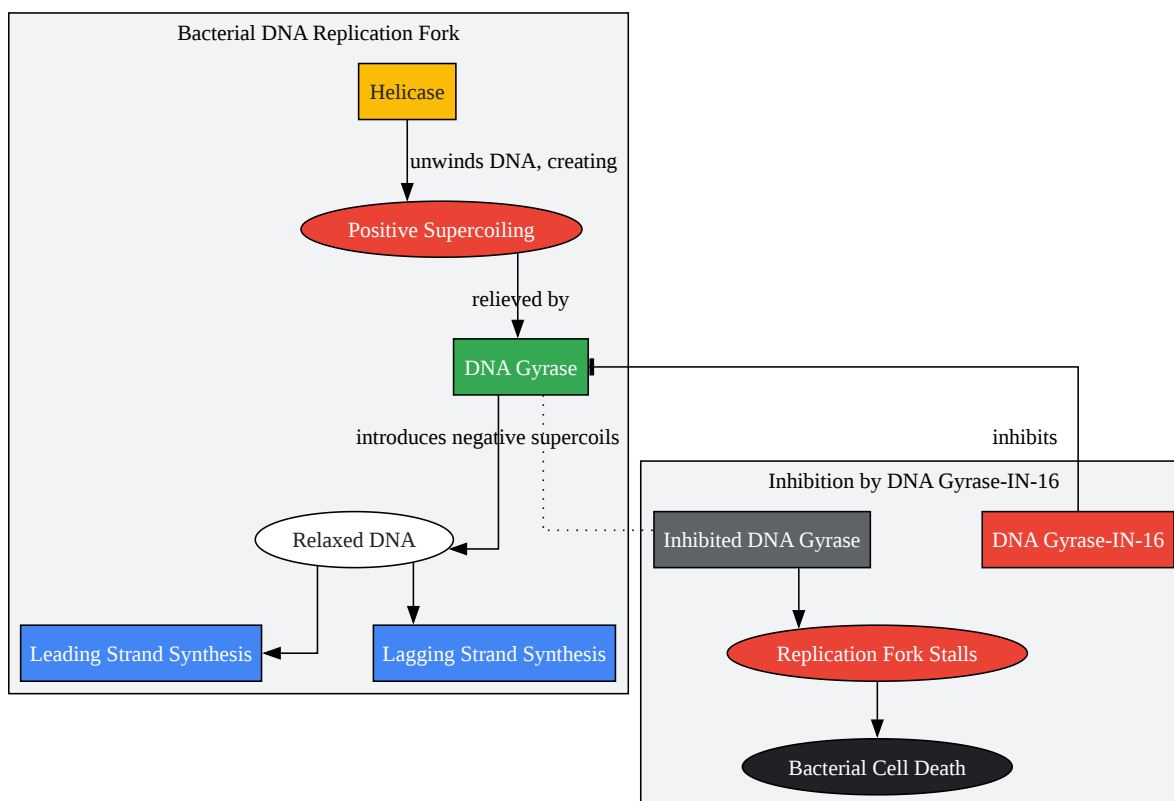 Bacterial DNA Replication Fork
Helicase
unwinds DNA, creating
Positive Supercoiling
relieved by
DNA Gyrase
introduces negative supercoils
Relaxed DNA
Leading Strand Synthesis
Lagging Strand Synthesis
inhibits
Inhibition by DNA Gyrase-IN-16
Inhibited DNA Gyrase
DNA Gyrase-IN-16
Replication Fork Stalls
Bacterial Cell Death